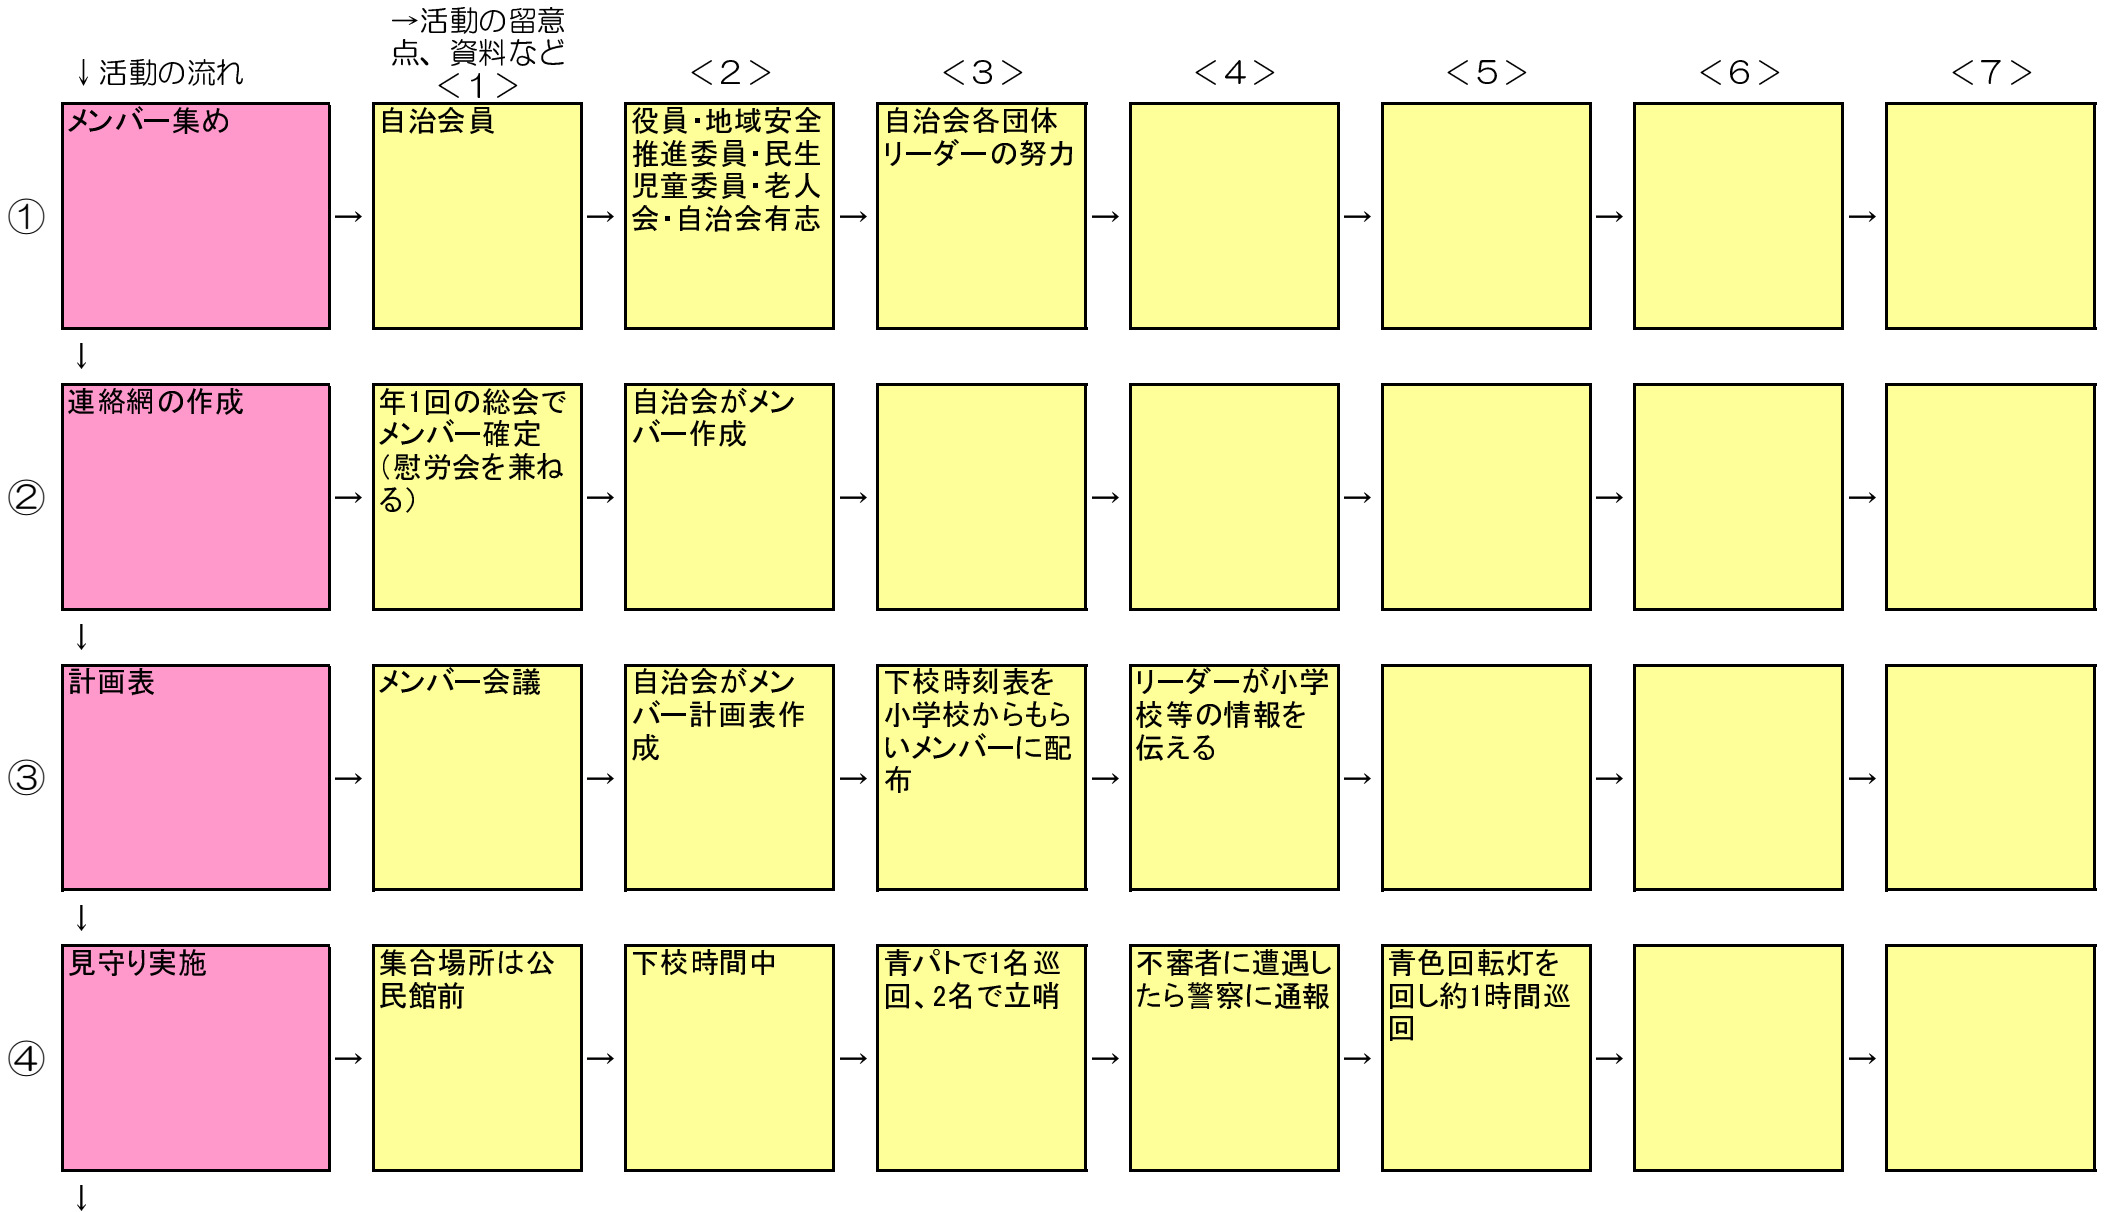 ↓活動の流れ
→活動の留意
点、資料など
＜１＞
＜２＞
＜３＞
＜４＞
＜５＞
＜６＞
＜７＞
①
メンバー集め
→
自治会員
→
役員・地域安全
推進委員・民生
児童委員・老人
会・自治会有志
→
自治会各団体
リーダーの努力
→
→
→
→
↓
②
連絡網の作成
→
年1回の総会で
メンバー確定
（慰労会を兼ね
る）
→
自治会がメン
バー作成
→
→
→
→
→
↓
③
計画表
→
メンバー会議
→
自治会がメン
バー計画表作
成
→
下校時刻表を
小学校からもら
いメンバーに配
布
→
リーダーが小学
校等の情報を
伝える
→
→
→
↓
④
見守り実施
→
集合場所は公
民館前
→
下校時間中
→
青パトで1名巡
回、2名で立哨
→
不審者に遭遇し
たら警察に通報
→
青色回転灯を
回し約1時間巡
回
→
→
↓